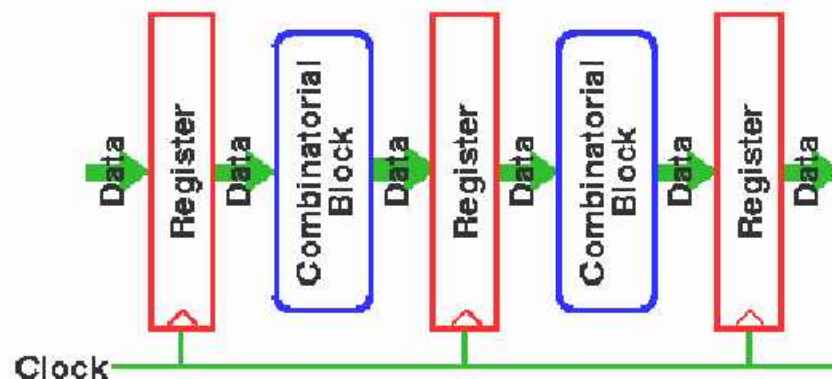 Data
Register
Data
Combinatorial
Block
Data
Register
Data
Combinatorial
Block
Data
Register
Data
Clock